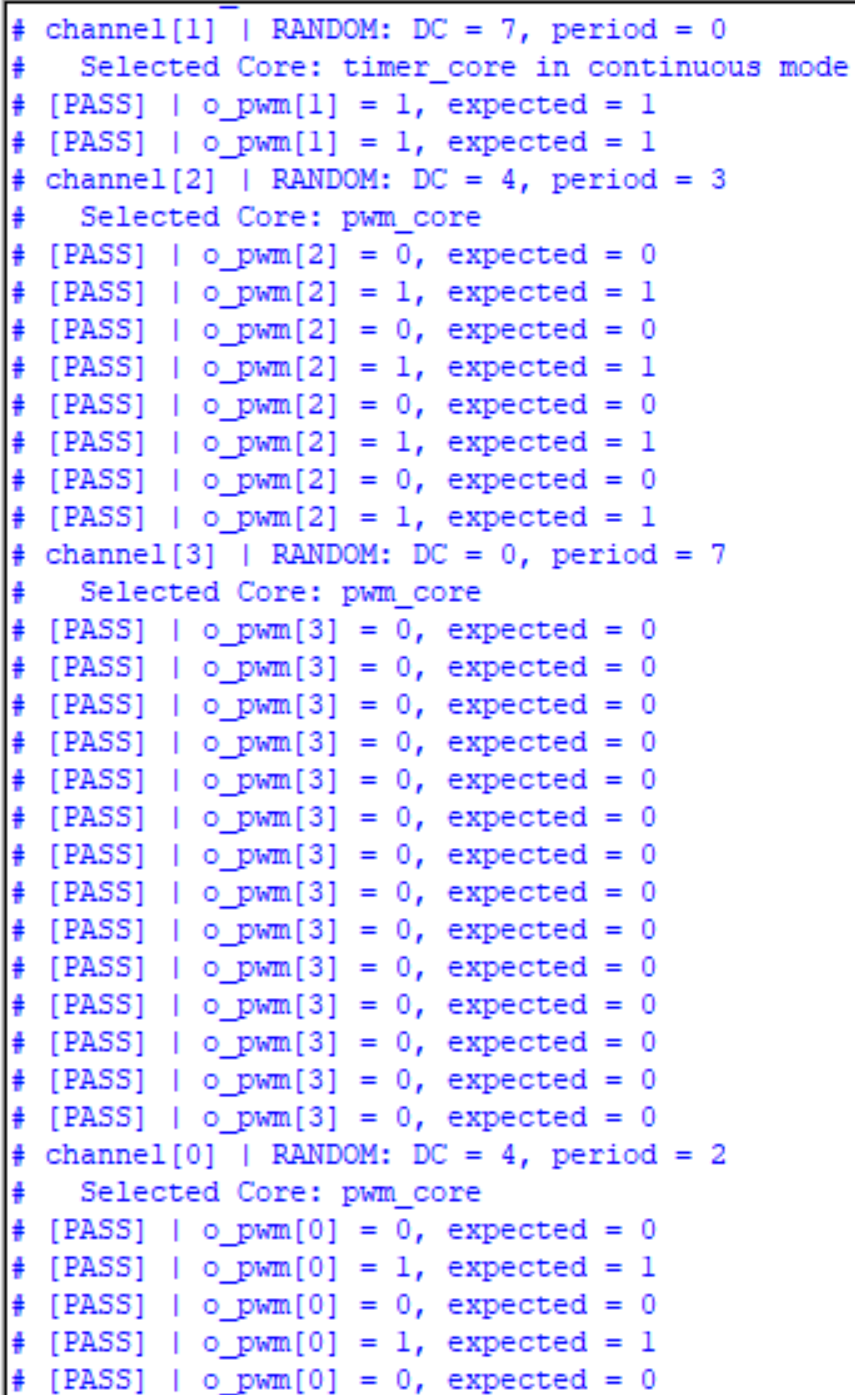 # channel[1] | RANDOM: DC = 7, period = 0
#   Selected Core: timer_core in continuous mode
# [PASS] | o_pwm[1] = 1, expected = 1
# [PASS] | o_pwm[1] = 1, expected = 1
# channel[2] | RANDOM: DC = 4, period = 3
#   Selected Core: pwm_core
# [PASS] | o_pwm[2] = 0, expected = 0
# [PASS] | o_pwm[2] = 1, expected = 1
# [PASS] | o_pwm[2] = 0, expected = 0
# [PASS] | o_pwm[2] = 1, expected = 1
# [PASS] | o_pwm[2] = 0, expected = 0
# [PASS] | o_pwm[2] = 1, expected = 1
# [PASS] | o_pwm[2] = 0, expected = 0
# [PASS] | o_pwm[2] = 1, expected = 1
# channel[3] | RANDOM: DC = 0, period = 7
#   Selected Core: pwm_core
# [PASS] | o_pwm[3] = 0, expected = 0
# [PASS] | o_pwm[3] = 0, expected = 0
# [PASS] | o_pwm[3] = 0, expected = 0
# [PASS] | o_pwm[3] = 0, expected = 0
# [PASS] | o_pwm[3] = 0, expected = 0
# [PASS] | o_pwm[3] = 0, expected = 0
# [PASS] | o_pwm[3] = 0, expected = 0
# [PASS] | o_pwm[3] = 0, expected = 0
# [PASS] | o_pwm[3] = 0, expected = 0
# [PASS] | o_pwm[3] = 0, expected = 0
# [PASS] | o_pwm[3] = 0, expected = 0
# [PASS] | o_pwm[3] = 0, expected = 0
# [PASS] | o_pwm[3] = 0, expected = 0
# [PASS] | o_pwm[3] = 0, expected = 0
# channel[0] | RANDOM: DC = 4, period = 2
#   Selected Core: pwm_core
# [PASS] | o_pwm[0] = 0, expected = 0
# [PASS] | o_pwm[0] = 1, expected = 1
# [PASS] | o_pwm[0] = 0, expected = 0
# [PASS] | o_pwm[0] = 1, expected = 1
# [PASS] | o_pwm[0] = 0, expected = 0